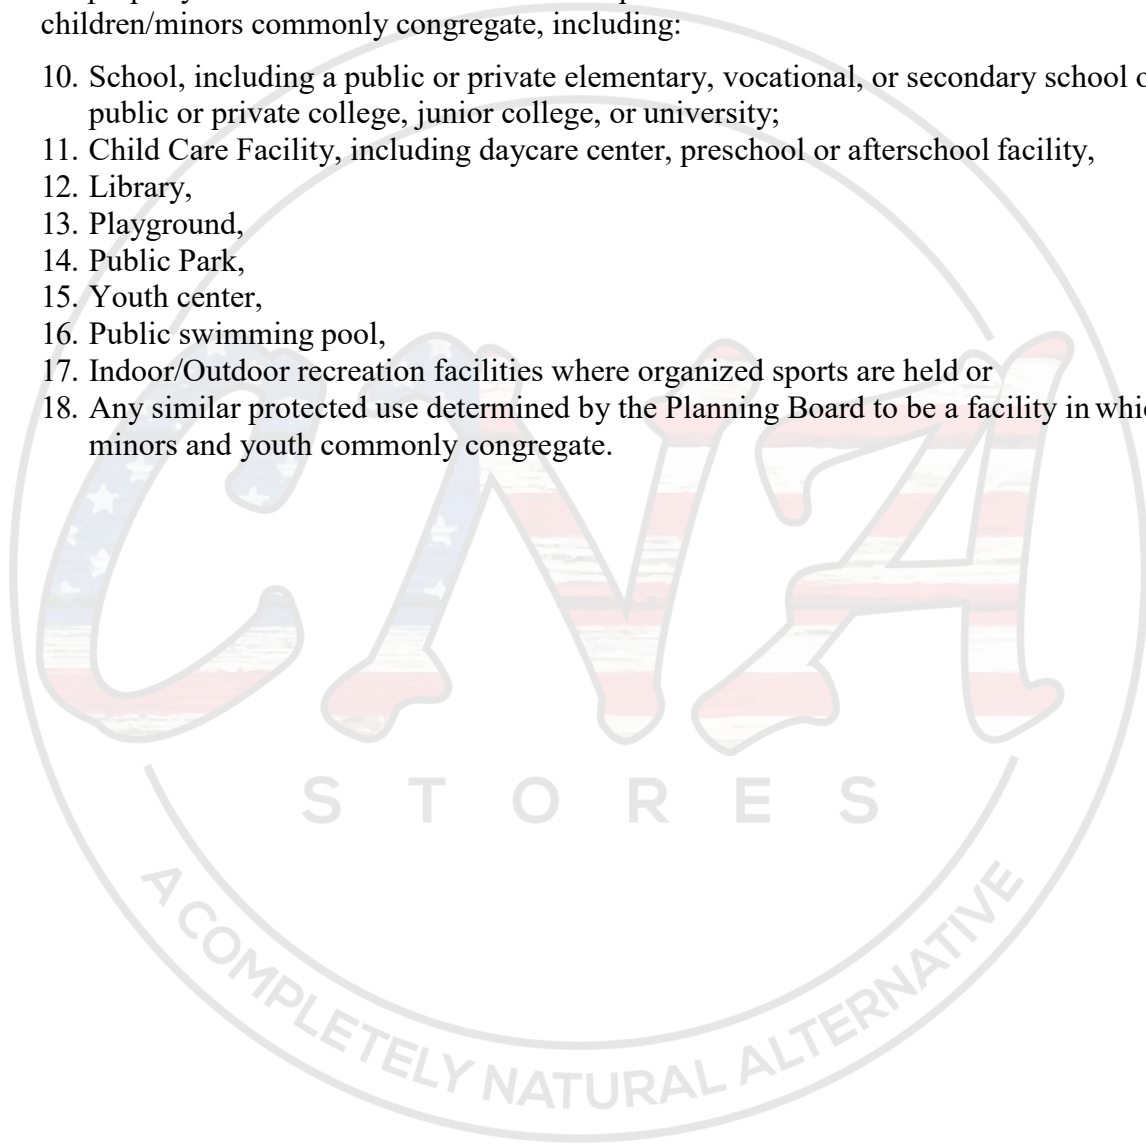 children/minors commonly congregate, including:
10. School, including a public or private elementary, vocational, or secondary school
public or private college, junior college, or university;
11. Child Care Facility, including daycare center, preschool or afterschool facility,
12. Library,
13. Playground,
14. Public Park,
15. Youth center,
16. Public swimming pool,
17. Indoor/Outdoor recreation facilities where organized sports are held or
18. Any similar protected use determined by the Planning Board to be a facility in
minors and youth commonly congregate.
CNA
STORES
A COMPLETELY NATURAL ALTERNATIVE